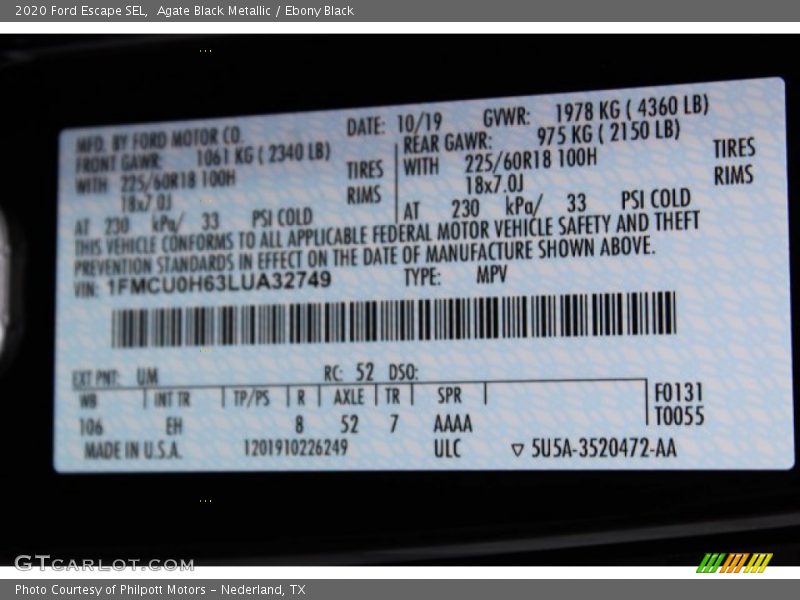 2020 Ford Escape SEL, Agate Black Metallic / Ebony Black
MFD. BY FORD MOTOR CO. DATE: 10/19 GVWR: 1978 KG ( 4360 LB)
FRONT GAWR: 1061 KG ( 2340 LB) REAR GAWR: 975 KG ( 2150 LB)
WITH 225/60R18 100H TIRES WITH 225/60R18 100H TIRES
18x7.0J RIMS 18x7.0J RIMS
AT 230 kPa/ 33 PSI COLD AT 230 kPa/ 33 PSI COLD
THIS VEHICLE CONFORMS TO ALL APPLICABLE FEDERAL MOTOR VEHICLE SAFETY AND THEFT
PREVENTION STANDARDS IN EFFECT ON THE DATE OF MANUFACTURE SHOWN ABOVE.
VIN: 1FMCU0H63LUA32749 TYPE: MPV
EXT PNT: UM RC: 52 DSO:
WB INT TR TP/PS R AXLE TR SPR F0131
106 EH 8 52 7 AAAA T0055
MADE IN U.S.A. 1201910226249 ULC ▽ 5U5A-3520472-AA
GTCARLOT.COM
Photo Courtesy of Philpott Motors - Nederland, TX